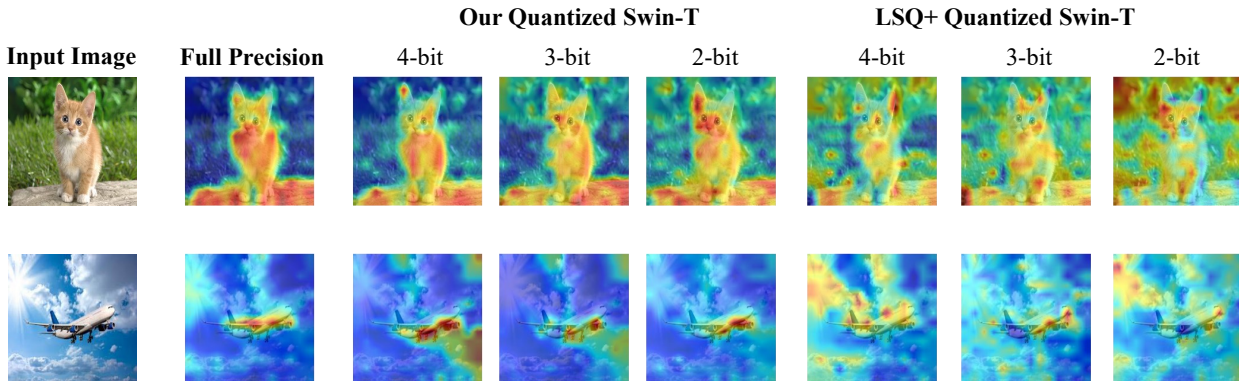 Our Quantized Swin-T LSQ+ Quantized Swin-T
Input Image Full Precision 4-bit 3-bit 2-bit 4-bit 3-bit 2-bit